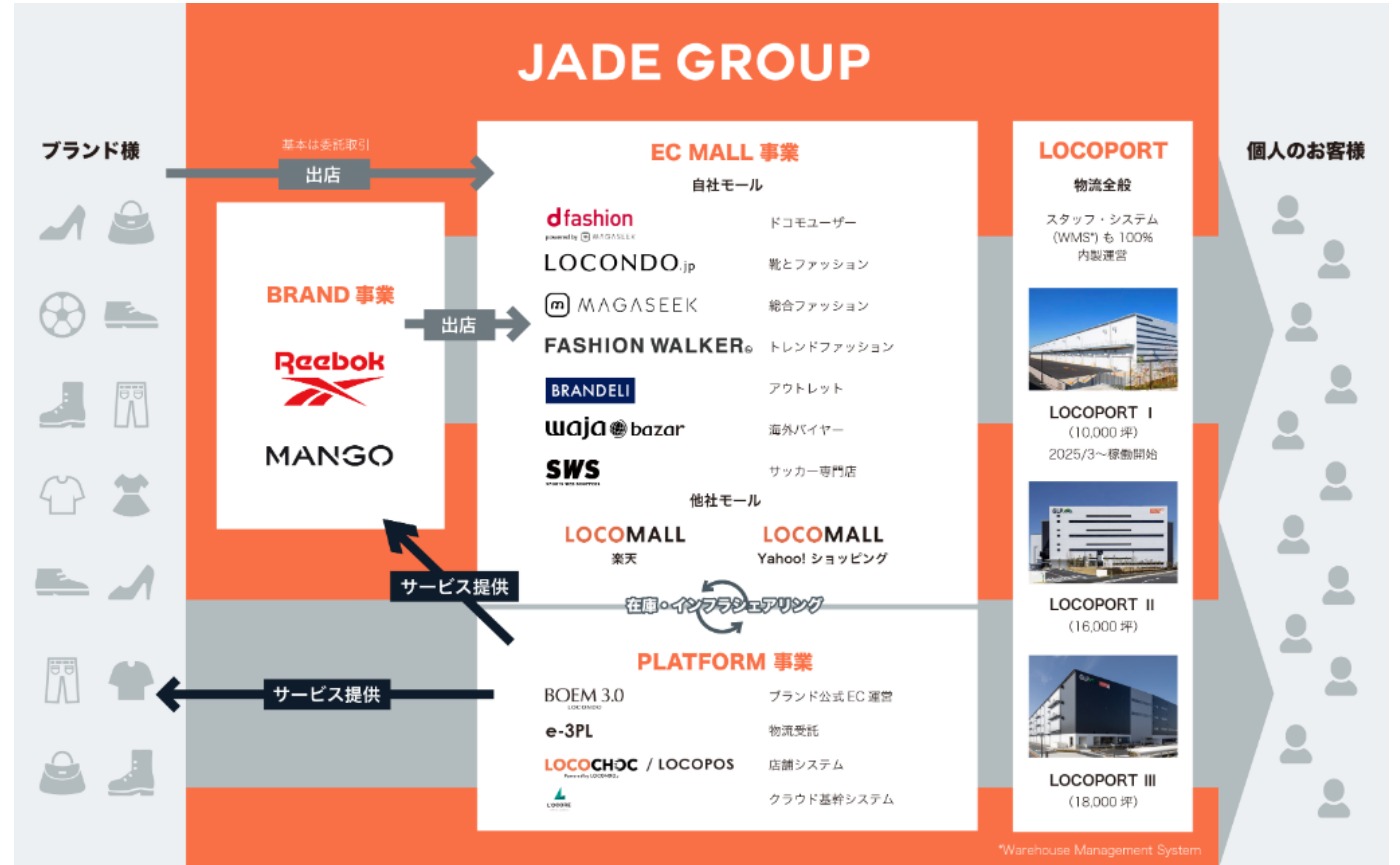 JADE GROUP
ブランド様
基本は委託取引
出店
BRAND 事業
Reebok
MANGO
出店
EC MALL 事業
自社モール
dfashion
powered by MAGASEEK
ドコモユーザー
LOCONDO.jp
靴とファッション
m MAGASEEK
総合ファッション
FASHION WALKER
トレンドファッション
BRANDELI
アウトレット
waja bazar
海外バイヤー
SWS
サッカー専門店
他社モール
LOCOMALL
楽天
LOCOMALL
Yahoo! ショッピング
サービス提供
在庫・インフラシェアリング
PLATFORM 事業
サービス提供
BOEM 3.0
LOCONDO
ブランド公式 EC 運営
e-3PL
物流受託
LOCOCHOC / LOCOPOS
店舗システム
クラウド基幹システム
LOCOPORT
物流全般
スタッフ・システム
(WMS*) も 100%
内製運営
LOCOPORT I
(10,000 坪)
2025/3〜稼働開始
GLP
LOCOPORT II
(16,000 坪)
LOCOPORT III
(18,000 坪)
個人のお客様
*Warehouse Management System